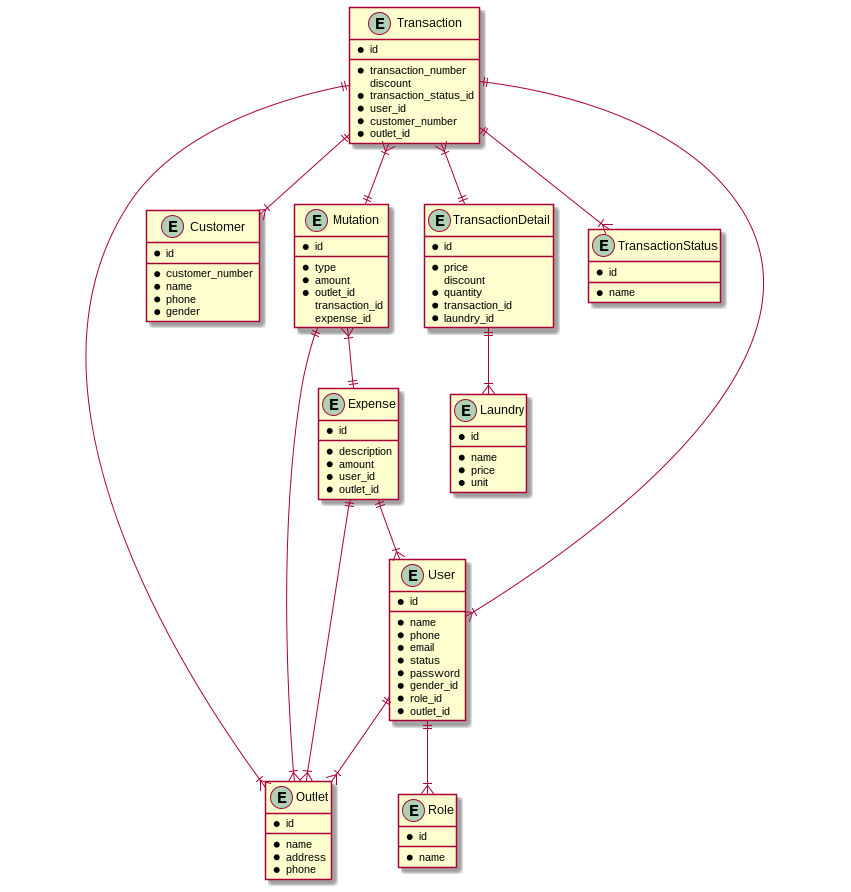 E Transaction
id
transaction_number
discount
transaction_status_id
user_id
customer_number
outlet_id
E Customer
id
customer_number
name
phone
gender
E Mutation
id
type
amount
outlet_id
transaction_id
expense_id
E TransactionDetail
id
price
discount
quantity
transaction_id
laundry_id
E TransactionStatus
id
name
E Expense
id
description
amount
user_id
outlet_id
E Laundry
id
name
price
unit
E User
id
name
phone
email
status
password
gender_id
role_id
outlet_id
E Outlet
id
name
address
phone
E Role
id
name